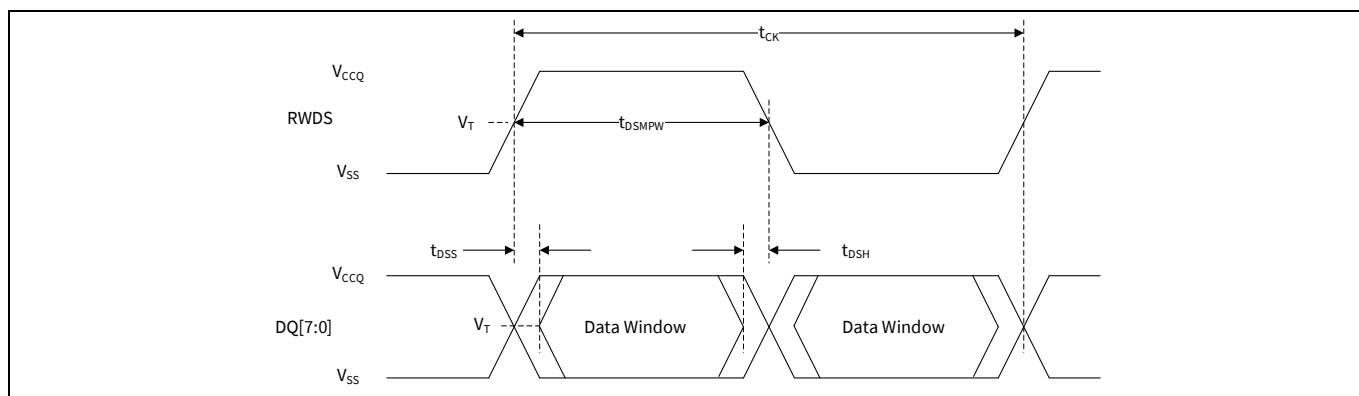 tCK
VCCQ
RWDS
VT
tDSMPW
VSS
tDSS
tDSH
VCCQ
DQ[7:0]
VT
Data Window
Data Window
VSS